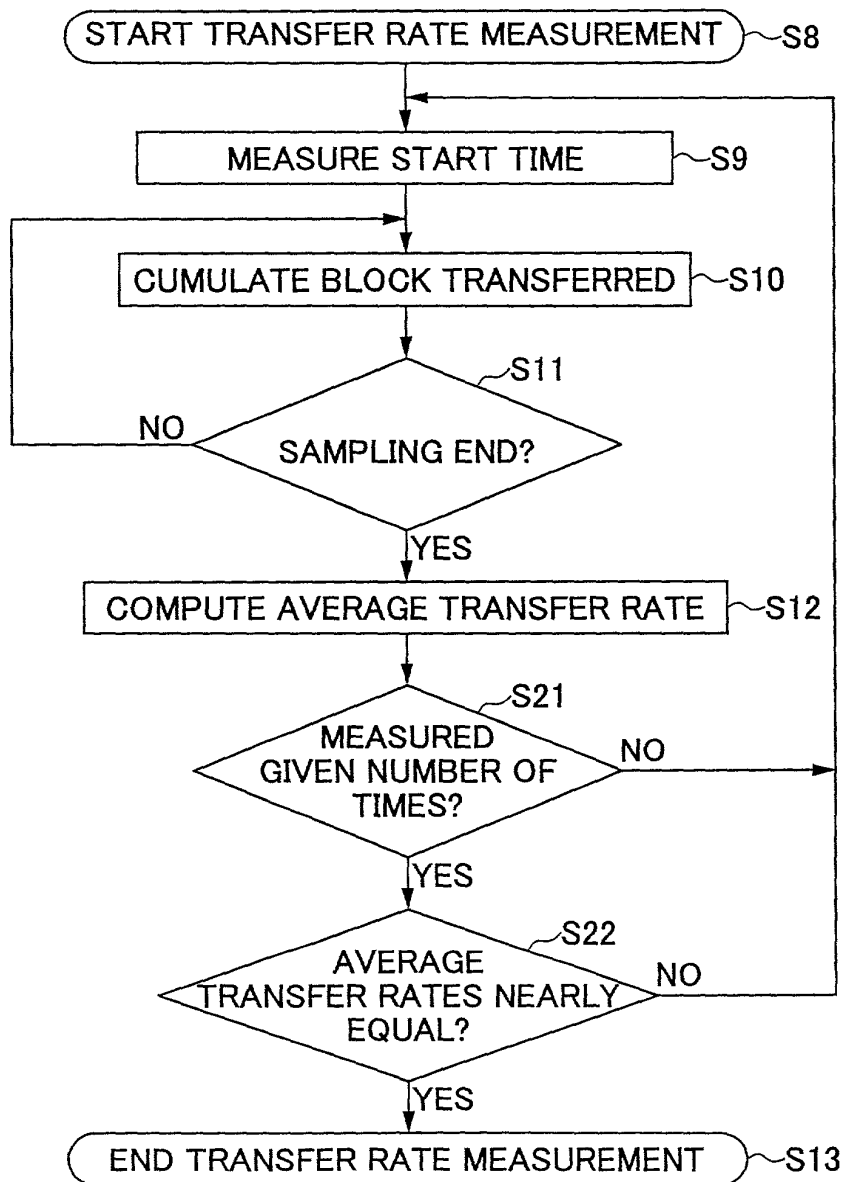 START TRANSFER RATE MEASUREMENT S8
MEASURE START TIME S9
CUMULATE BLOCK TRANSFERRED S10
S11
NO
SAMPLING END?
YES
COMPUTE AVERAGE TRANSFER RATE S12
S21
MEASURED
GIVEN NUMBER OF
TIMES?
NO
YES
S22
AVERAGE
TRANSFER RATES NEARLY
EQUAL?
NO
YES
END TRANSFER RATE MEASUREMENT S13